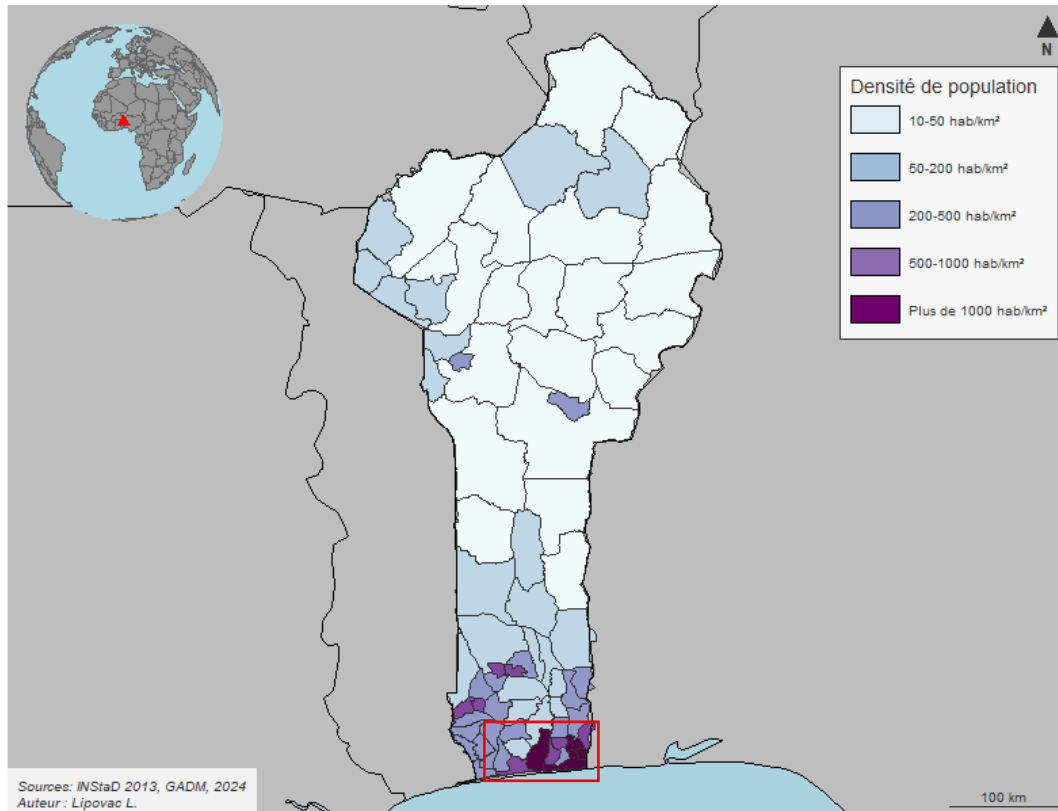 N
Densité de population
10-50 hab/km²
50-200 hab/km²
200-500 hab/km²
500-1000 hab/km²
Plus de 1000 hab/km²
Sources: INStaD 2013, GADM, 2024
Auteur : Lipovac L.
100 km